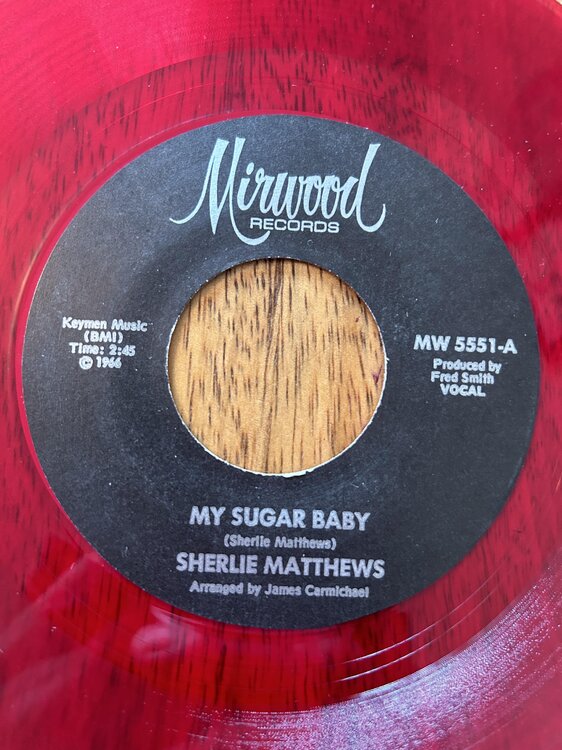 Mirwood
RECORDS
Keymen Music
(BMI)
Time: 2:45
© 1966
MW 5551-A
Produced by
Fred Smith
VOCAL
MY SUGAR BABY
(Sherlie Matthews)
SHERLIE MATTHEWS
Arranged by James Carmichael